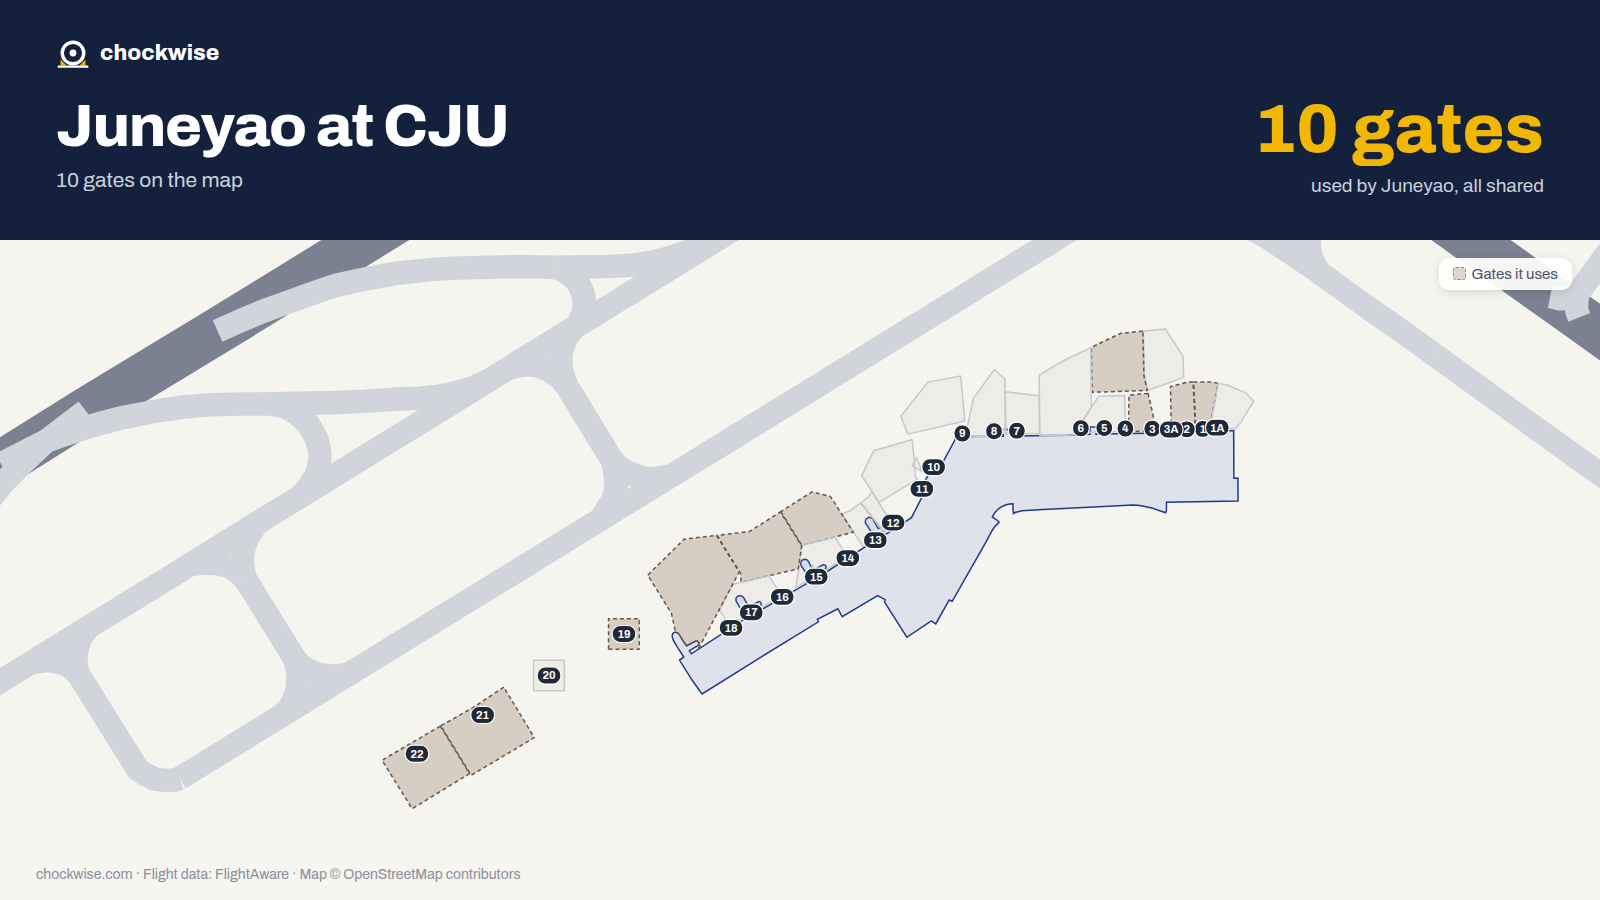 chockwise
Juneyao at CJU
10 gates on the map
10 gates
used by Juneyao, all shared
Gates it uses
9
8
7
6
5
4
3
3A
2
1
1A
10
11
12
13
14
15
16
17
18
19
20
21
22
chockwise.com · Flight data: FlightAware · Map © OpenStreetMap contributors